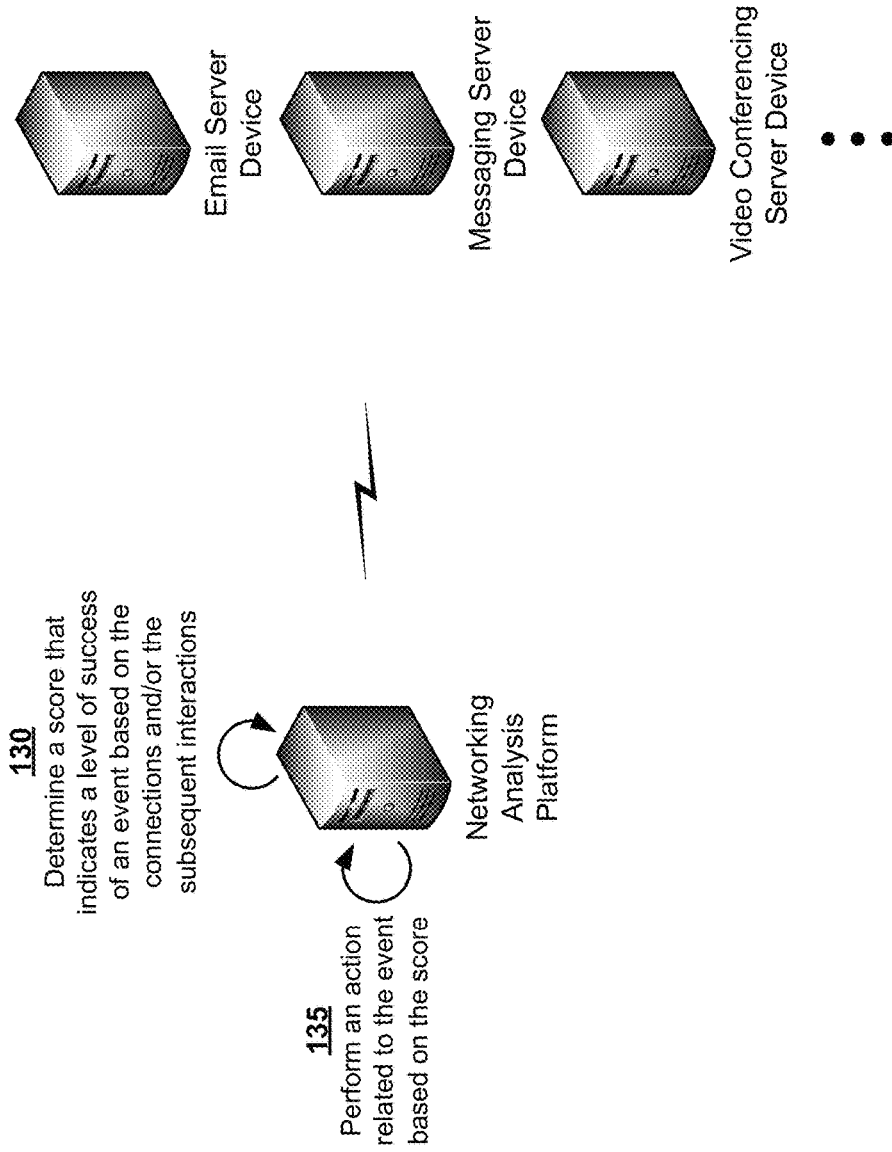 130
Determine a score that
indicates a level of success
of an event based on the
connections and/or the
subsequent interactions
135
Perform an action
related to the event
based on the score
Networking
Analysis
Platform
Email Server
Device
Messaging Server
Device
Video Conferencing
Server Device